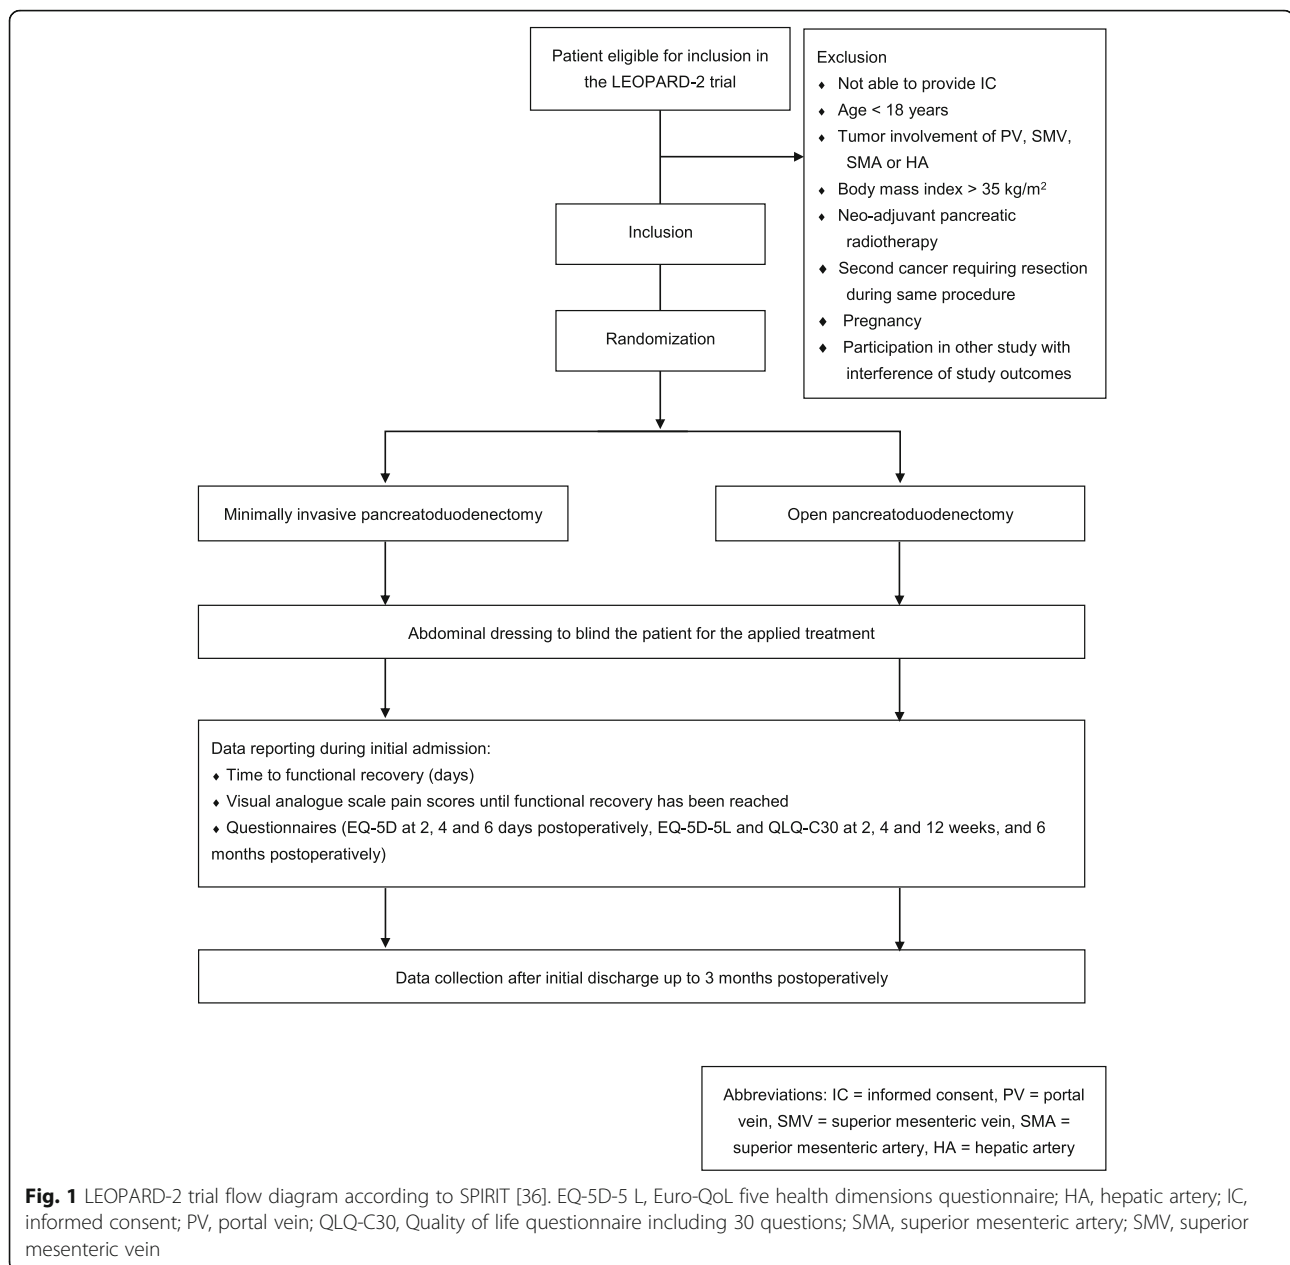 Patient eligible for inclusion in
the LEOPARD-2 trial
Exclusion
♦ Not able to provide IC
♦ Age < 18 years
♦ Tumor involvement of PV, SMV,
SMA or HA
♦ Body mass index > 35 kg/m²
♦ Neo-adjuvant pancreatic
radiotherapy
♦ Second cancer requiring resection
during same procedure
♦ Pregnancy
♦ Participation in other study with
interference of study outcomes
Inclusion
Randomization
Minimally invasive pancreatoduodenectomy
Open pancreatoduodenectomy
Abdominal dressing to blind the patient for the applied treatment
Data reporting during initial admission:
♦ Time to functional recovery (days)
♦ Visual analogue scale pain scores until functional recovery has been reached
♦ Questionnaires (EQ-5D at 2, 4 and 6 days postoperatively, EQ-5D-5L and QLQ-C30 at 2, 4 and 12 weeks, and 6
months postoperatively)
Data collection after initial discharge up to 3 months postoperatively
Abbreviations: IC = informed consent, PV = portal
vein, SMV = superior mesenteric vein, SMA =
superior mesenteric artery, HA = hepatic artery
Fig. 1 LEOPARD-2 trial flow diagram according to SPIRIT [36]. EQ-5D-5 L, Euro-QoL five health dimensions questionnaire; HA, hepatic artery; IC,
informed consent; PV, portal vein; QLQ-C30, Quality of life questionnaire including 30 questions; SMA, superior mesenteric artery; SMV, superior
mesenteric vein